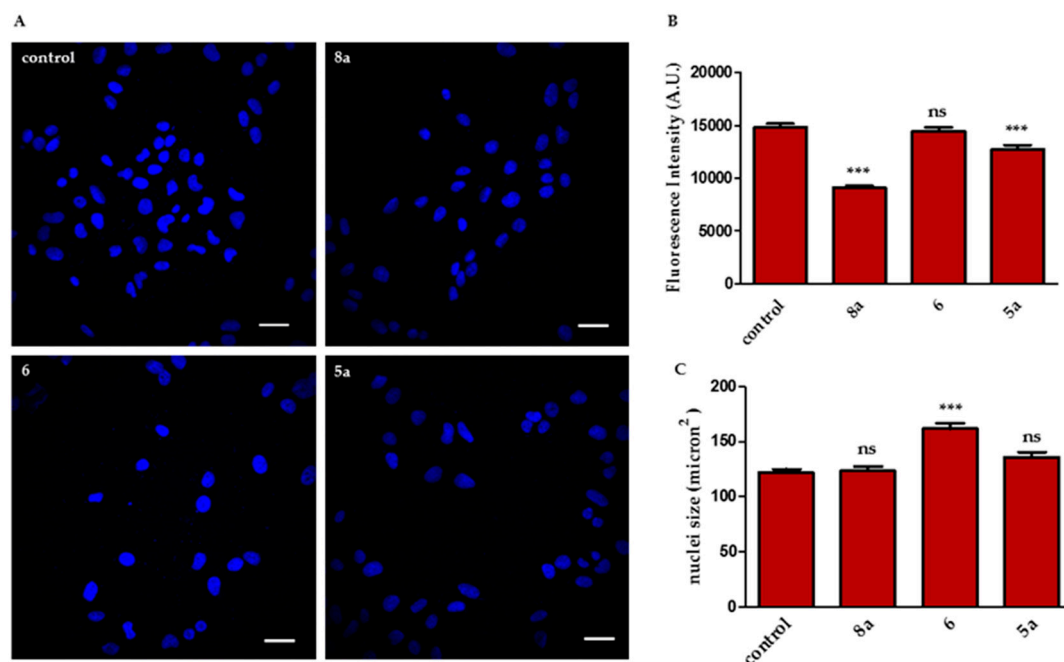 A
control
8a
6
5a
B
Fluorescence Intensity (A.U.)
20000
15000
10000
5000
0
***
ns
***
control
8a
6
5a
C
nuclei size (micron²)
200
150
100
50
0
ns
***
ns
control
8a
6
5a